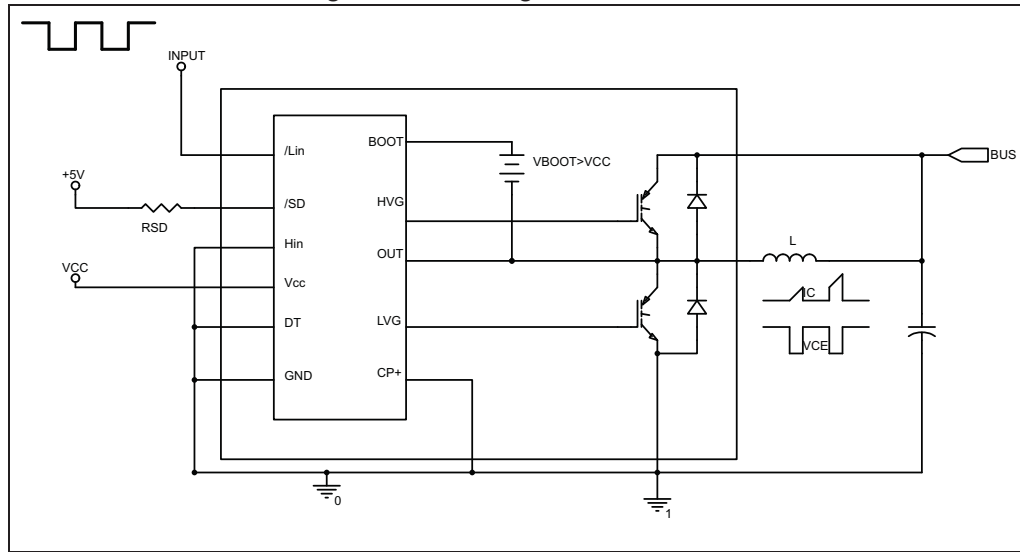 INPUT
/Lin
BOOT
VBOOT>VCC
BUS
+5V
/SD
HVG
RSD
Hin
OUT
L
VCC
Vcc
IC
DT
LVG
VCE
GND
CP+
0
1